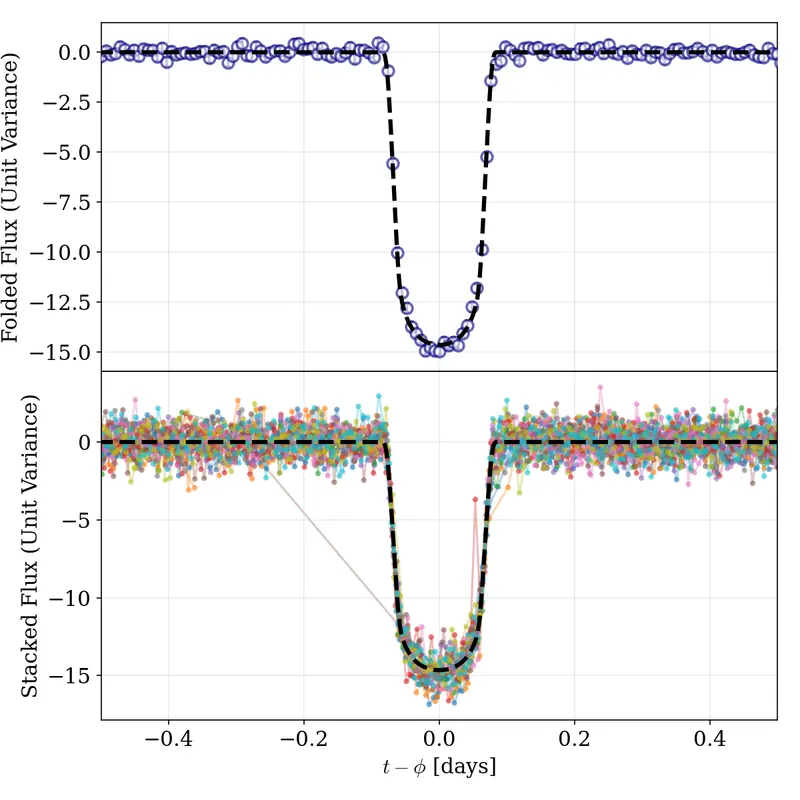 Folded Flux (Unit Variance)
0.0
−2.5
−5.0
−7.5
−10.0
−12.5
−15.0
Stacked Flux (Unit Variance)
0
−5
−10
−15
−0.4 −0.2 0.0 0.2 0.4
t − ϕ [days]